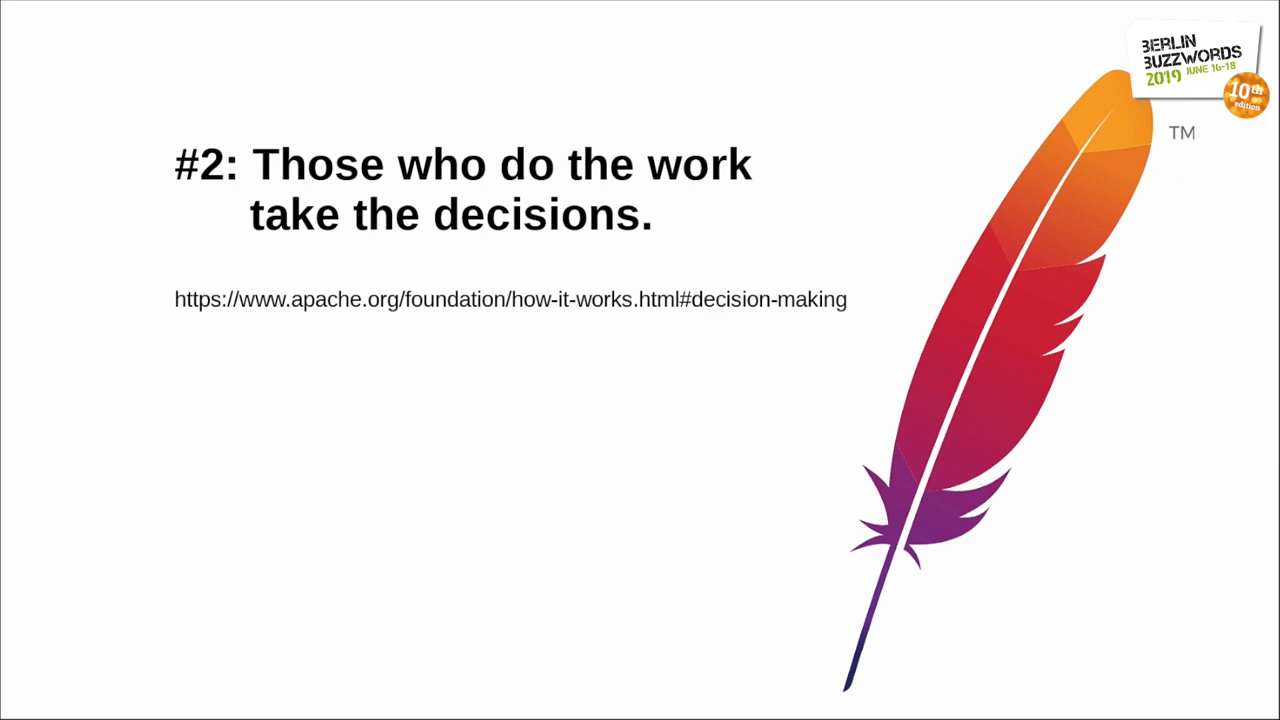 BERLIN
BUZZWORDS
2019 JUNE 16-18
10th
edition
TM
#2: Those who do the work
take the decisions.
https://www.apache.org/foundation/how-it-works.html#decision-making